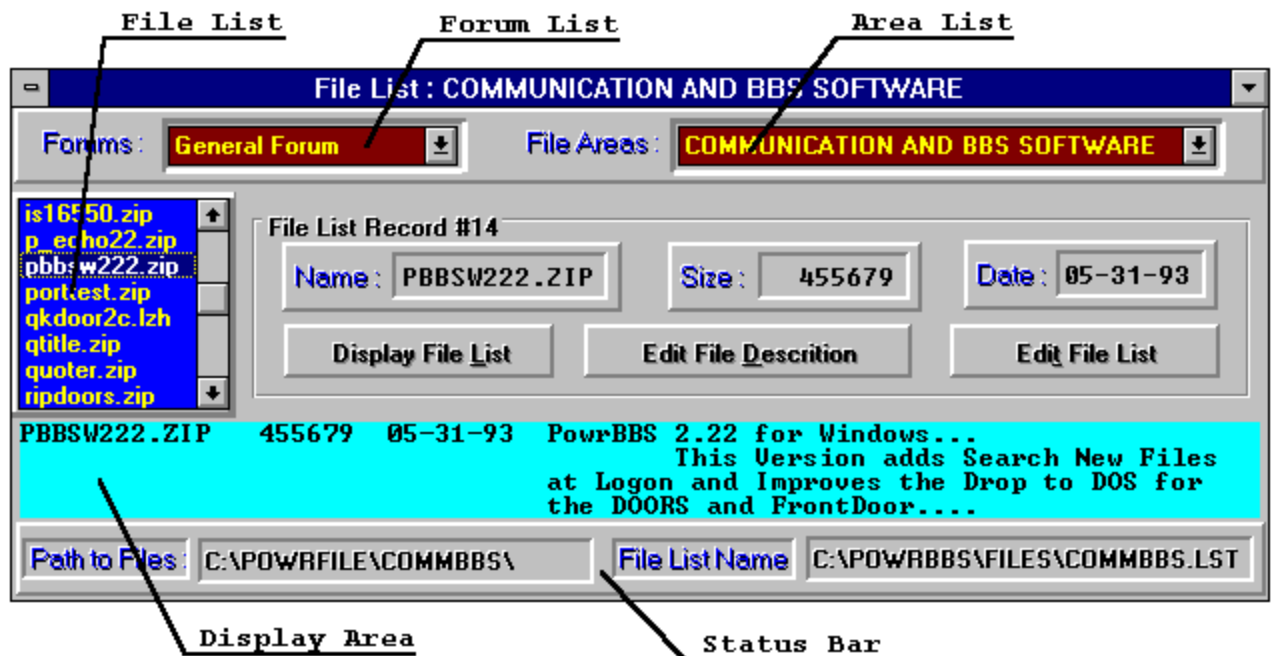 File List
Forum List
Area List
File List : COMMUNICATION AND BBS SOFTWARE
Forums : General Forum File Areas : COMMUNICATION AND BBS SOFTWARE
is16550.zip
p_echo22.zip
pbbsw222.zip
porttest.zip
qkdoor2c.lzh
qtitle.zip
quoter.zip
ripdoors.zip
File List Record #14
Name : PBBSW222.ZIP Size : 455679 Date : 05-31-93
Display File List Edit File Descrition Edit File List
PBBSW222.ZIP 455679 05-31-93 PowrBBS 2.22 for Windows...
This Version adds Search New Files
at Logon and Improves the Drop to DOS for
the DOORS and FrontDoor....
Path to Files : C:\POWRFILE\COMMBBS\ File List Name C:\POWRBBS\FILES\COMMBBS.LST
Display Area
Status Bar